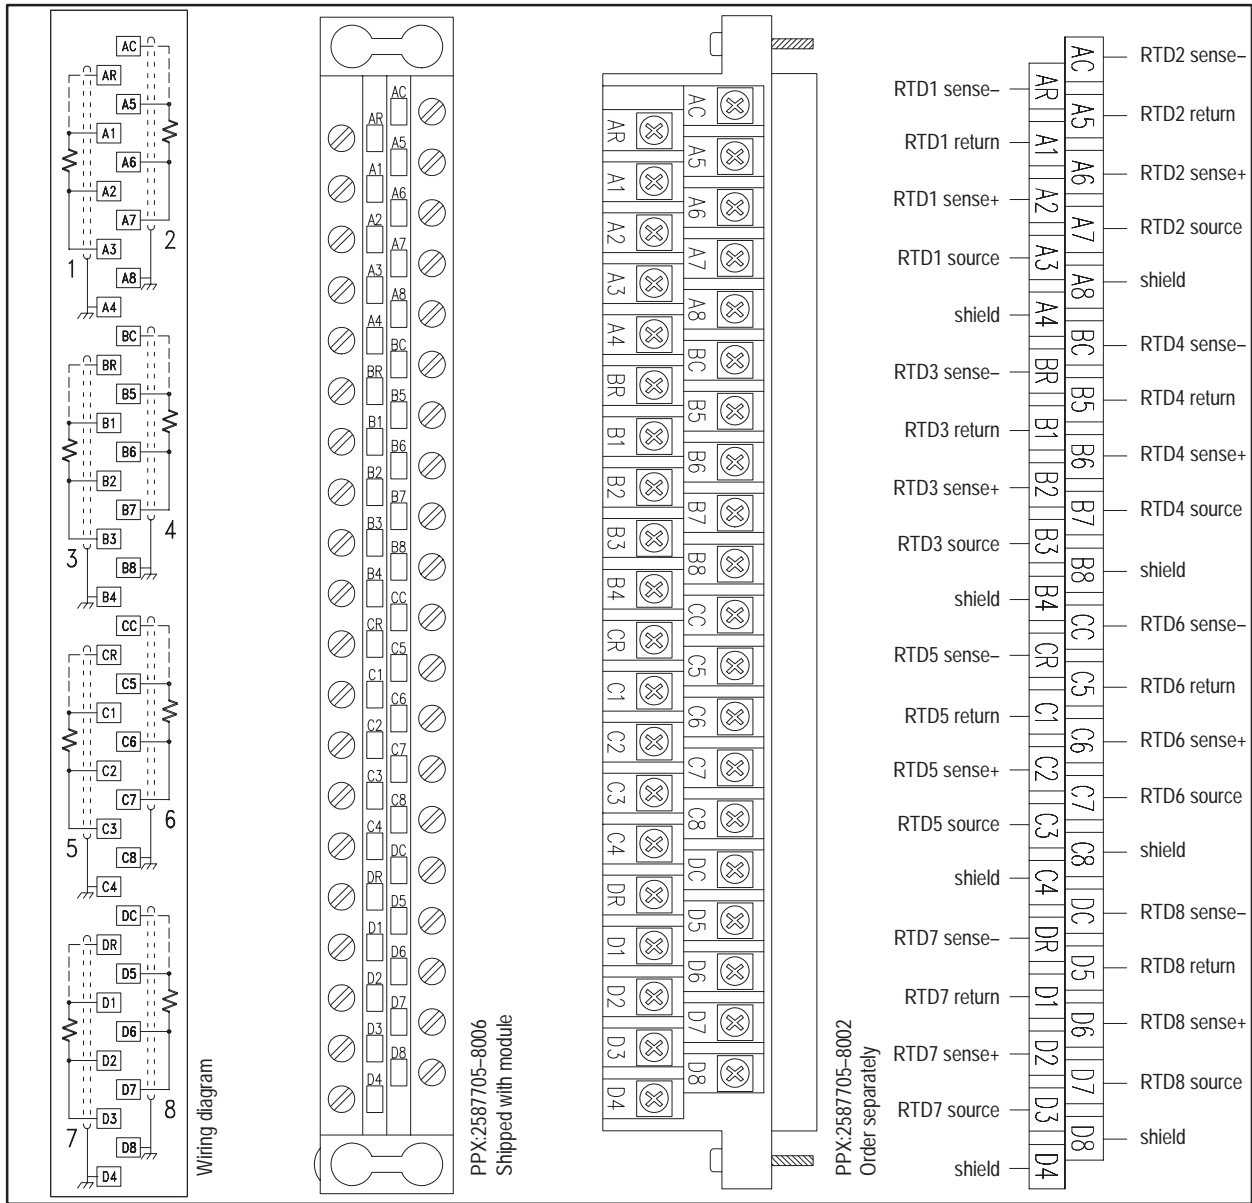 AC
AR
A5
A1
A6
A2
A7
A3
1
2
A8
A4
BC
BR
B5
B1
B6
B2
B7
B3
3
4
B8
B4
CC
CR
C5
C1
C6
C2
C7
C3
5
6
C8
C4
DC
DR
D5
D1
D6
D2
D7
D3
7
8
D8
D4
Wiring diagram
AC
AR
A5
A1
A6
A2
A7
A3
A8
A4
BC
BR
B5
B1
B6
B2
B7
B3
B8
B4
CC
CR
C5
C1
C6
C2
C7
C3
C8
C4
DC
DR
D5
D1
D6
D2
D7
D3
D8
D4
PPX:2587705–8006
Shipped with module
AC
AR
A5
A1
A6
A2
A7
A3
A8
A4
BC
BR
B5
B1
B6
B2
B7
B3
B8
B4
CC
CR
C5
C1
C6
C2
C7
C3
C8
C4
DC
DR
D5
D1
D6
D2
D7
D3
D8
D4
PPX:2587705–8002
Order separately
AC RTD2 sense–
RTD1 sense– AR
A5 RTD2 return
RTD1 return A1
A6 RTD2 sense+
RTD1 sense+ A2
A7 RTD2 source
RTD1 source A3
A8 shield
shield A4
BC RTD4 sense–
RTD3 sense– BR
B5 RTD4 return
RTD3 return B1
B6 RTD4 sense+
RTD3 sense+ B2
B7 RTD4 source
RTD3 source B3
B8 shield
shield B4
CC RTD6 sense–
RTD5 sense– CR
C5 RTD6 return
RTD5 return C1
C6 RTD6 sense+
RTD5 sense+ C2
C7 RTD6 source
RTD5 source C3
C8 shield
shield C4
DC RTD8 sense–
RTD7 sense– DR
D5 RTD8 return
RTD7 return D1
D6 RTD8 sense+
RTD7 sense+ D2
D7 RTD8 source
RTD7 source D3
D8 shield
shield D4